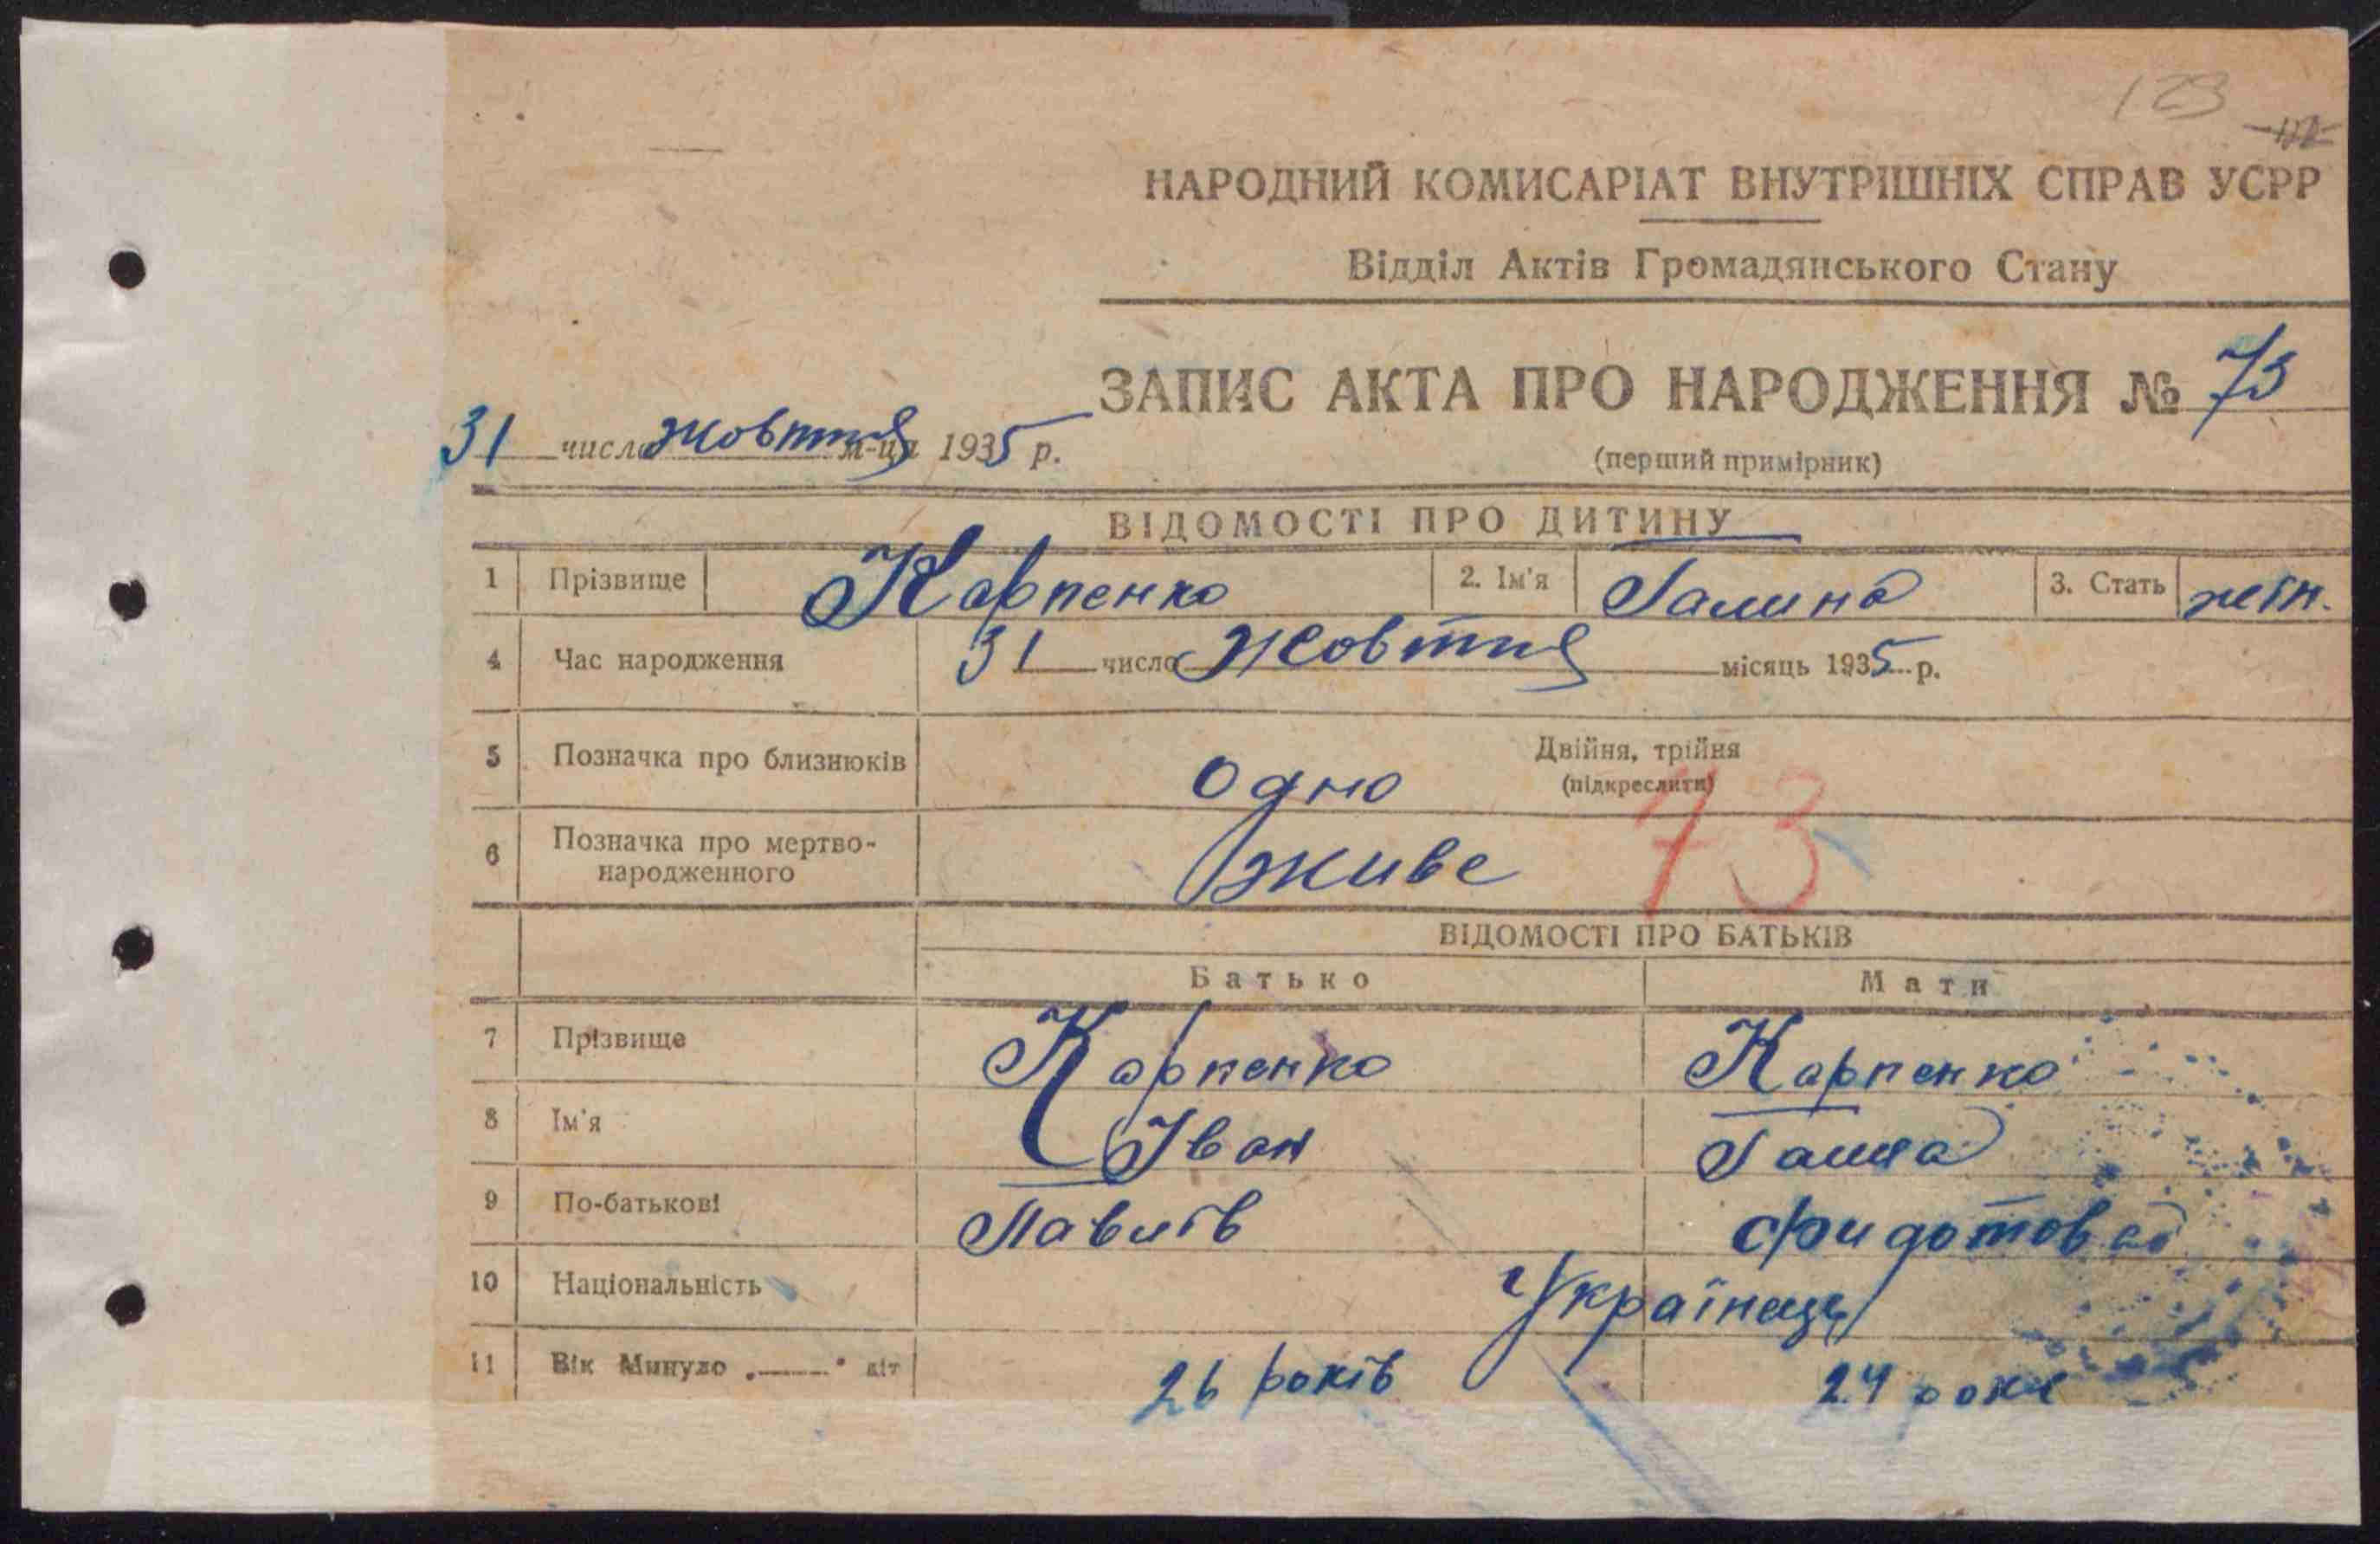 123
НАРОДНИЙ КОМИСАРІАТ ВНУТРІШНІХ СПРАВ УСРР
Відділ Актів Громадянського Стану
ЗАПИС АКТА ПРО НАРОДЖЕННЯ № 73
31 число жовтня м-ця 1935 р.
(перший примірник)
ВІДОМОСТІ ПРО ДИТИНУ
1 Прізвище Карпенко 2. Ім'я Галина 3. Стать жін.
4 Час народження 31 число Жовтня місяць 1935 р.
5 Позначка про близнюків одно Двійня, трійня
(підкреслити)
73
6 Позначка про мертво-
народженного живе
ВІДОМОСТІ ПРО БАТЬКІВ
Батько Мати
7 Прізвище Карпенко Карпенко
8 Ім'я Іван Ганна
9 По-батькові Павлів Фидотов
10 Національність Українець
11 Вік Минуло „——" літ 26 років 24 роки